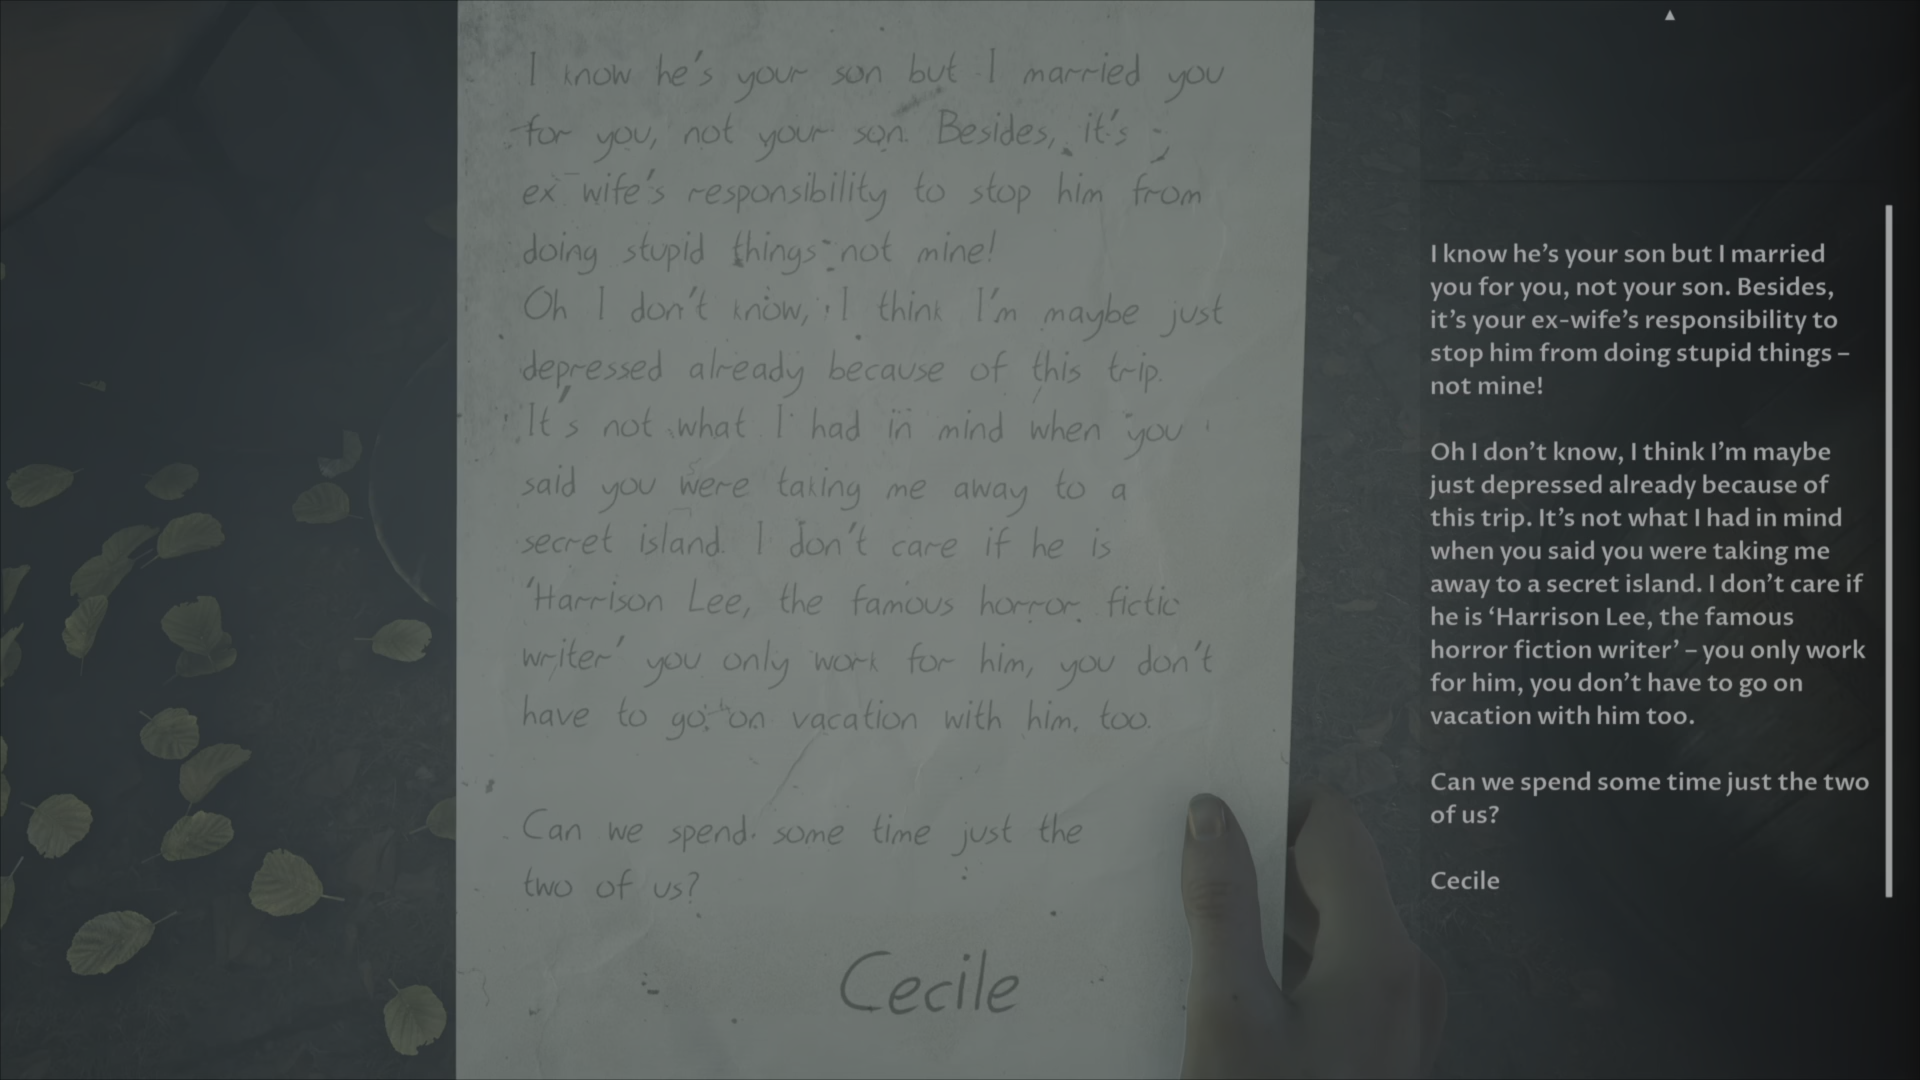 I know he's your son but I married you
for you, not your son. Besides, it's
ex wife's responsibility to stop him from
doing stupid things not mine!
Oh I don't know, I think I'm maybe just
depressed already because of this trip.
It's not what I had in mind when you
said you were taking me away to a
secret island. I don't care if he is
'Harrison Lee, the famous horror fictic
writer' you only work for him, you don't
have to go on vacation with him, too.
Can we spend some time just the
two of us?
Cecile
I know he’s your son but I married
you for you, not your son. Besides,
it’s your ex-wife’s responsibility to
stop him from doing stupid things –
not mine!
Oh I don’t know, I think I’m maybe
just depressed already because of
this trip. It’s not what I had in mind
when you said you were taking me
away to a secret island. I don’t care if
he is ‘Harrison Lee, the famous
horror fiction writer’ – you only work
for him, you don’t have to go on
vacation with him too.
Can we spend some time just the two
of us?
Cecile